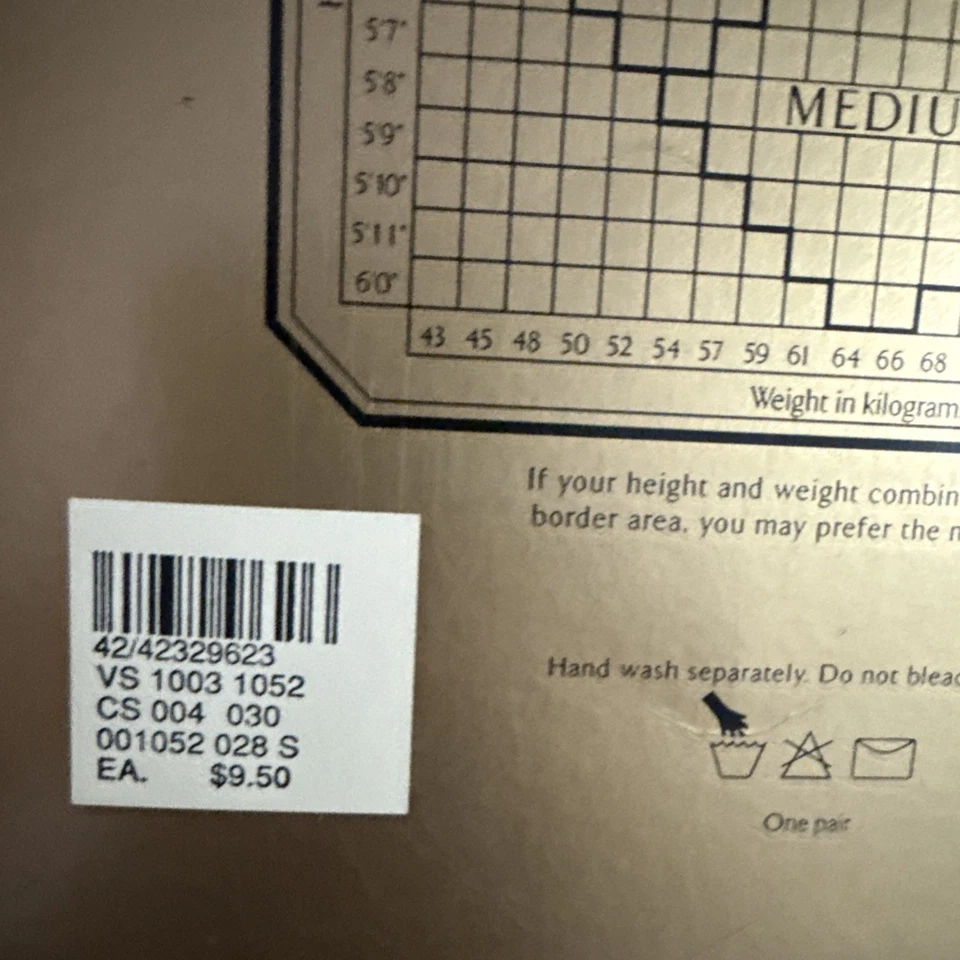 5'7"
5'8"
MEDIU
5'9"
5'10"
5'11"
6'0"
43 45 48 50 52 54 57 59 61 64 66 68
Weight in kilogram
If your height and weight combin
border area, you may prefer the
Hand wash separately. Do not bleac
One pair
42/42329623
VS 1003 1052
CS 004 030
001052 028 S
EA. $9.50